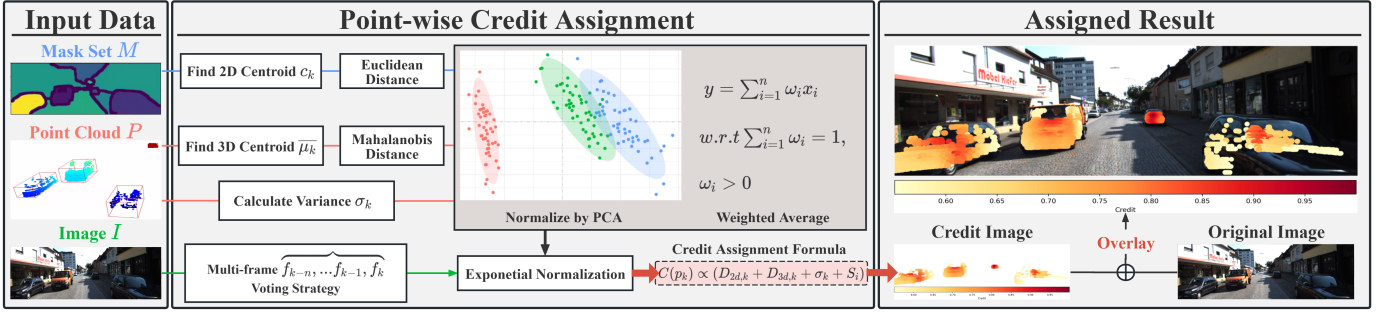 Input Data
Mask Set M
Point Cloud P
Image I
Point-wise Credit Assignment
Find 2D Centroid c_k
Euclidean
Distance
Find 3D Centroid \overline{μ_k}
Mahalanobis
Distance
Calculate Variance σ_k
Multi-frame f_{k-n}, ...f_{k-1}, f_k
Voting Strategy
y = ∑_{i=1}^{n} ω_i x_i
w.r.t ∑_{i=1}^{n} ω_i = 1,
ω_i > 0
Normalize by PCA
Weighted Average
Exponetial Normalization
Credit Assignment Formula
C(p_k) ∝ (D_{2d,k} + D_{3d,k} + σ_k + S_i)
Assigned Result
Möbel Kiefer
0.60 0.65 0.70 0.75 0.80 0.85 0.90 0.95
Credit
Credit Image
Overlay
Original Image